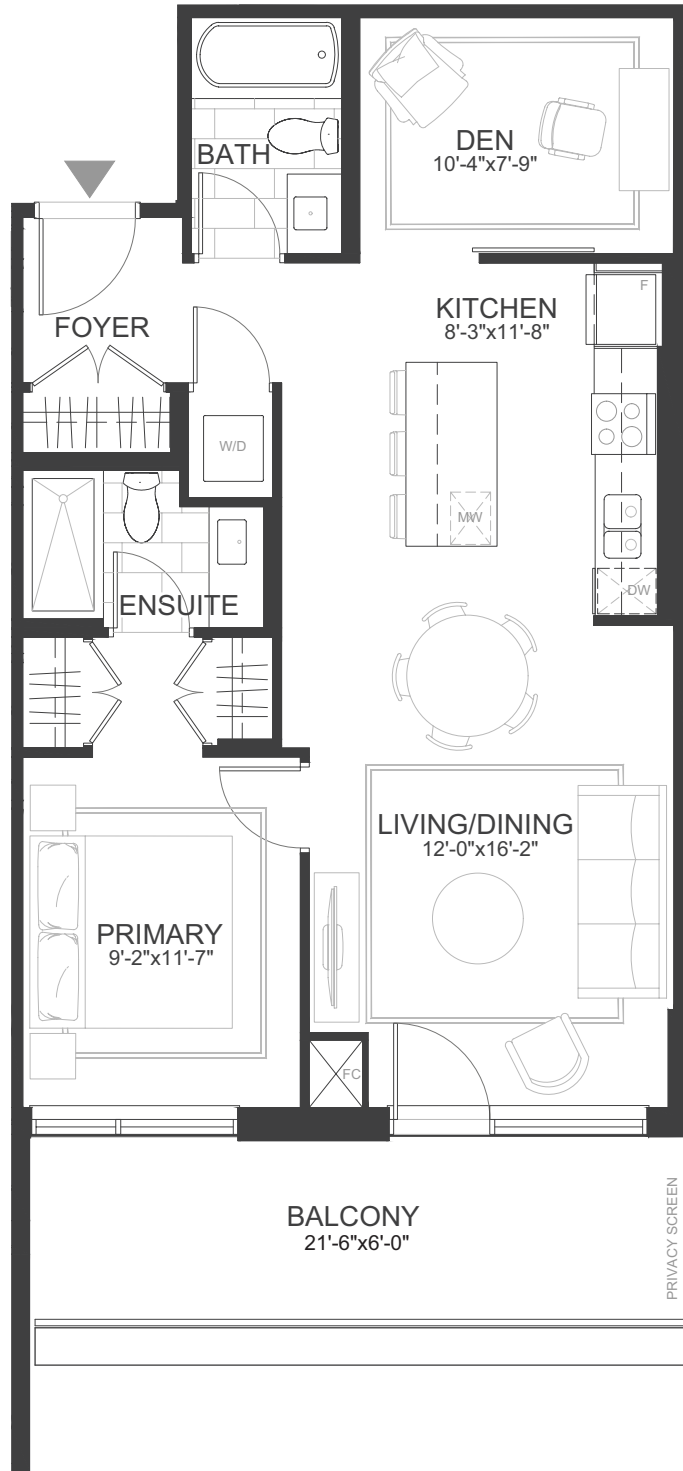 BATH
DEN
10'-4"x7'-9"
FOYER
KITCHEN
8'-3"x11'-8"
F
W/D
MW
ENSUITE
DW
LIVING/DINING
12'-0"x16'-2"
PRIMARY
9'-2"x11'-7"
FC
BALCONY
21'-6"x6'-0"
PRIVACY SCREEN